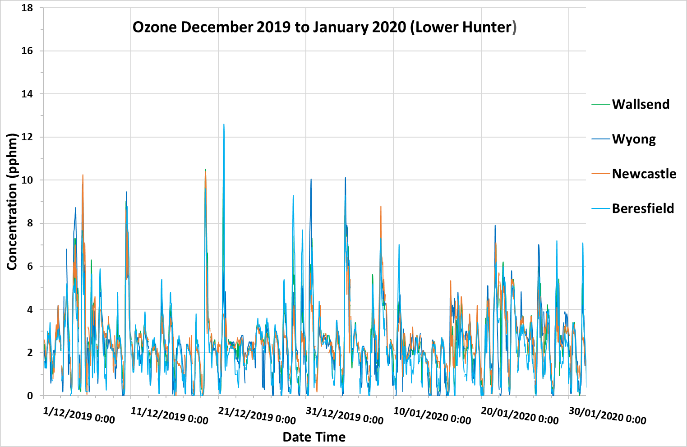 Ozone December 2019 to January 2020 (Lower Hunter)
18
16
14
12
10
8
6
4
2
0
Concentration (pphm)
1/12/2019 0:00
11/12/2019 0:00
21/12/2019 0:00
31/12/2019 0:00
10/01/2020 0:00
20/01/2020 0:00
30/01/2020 0:00
Date Time
Wallsend
Wyong
Newcastle
Beresfield